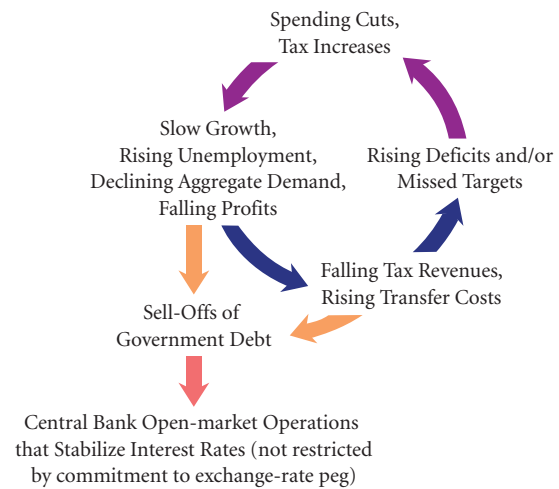 Spending Cuts,
Tax Increases
Slow Growth,
Rising Unemployment,
Declining Aggregate Demand,
Falling Profits
Rising Deficits and/or
Missed Targets
Falling Tax Revenues,
Rising Transfer Costs
Sell-Offs of
Government Debt
Central Bank Open-market Operations
that Stabilize Interest Rates (not restricted
by commitment to exchange-rate peg)